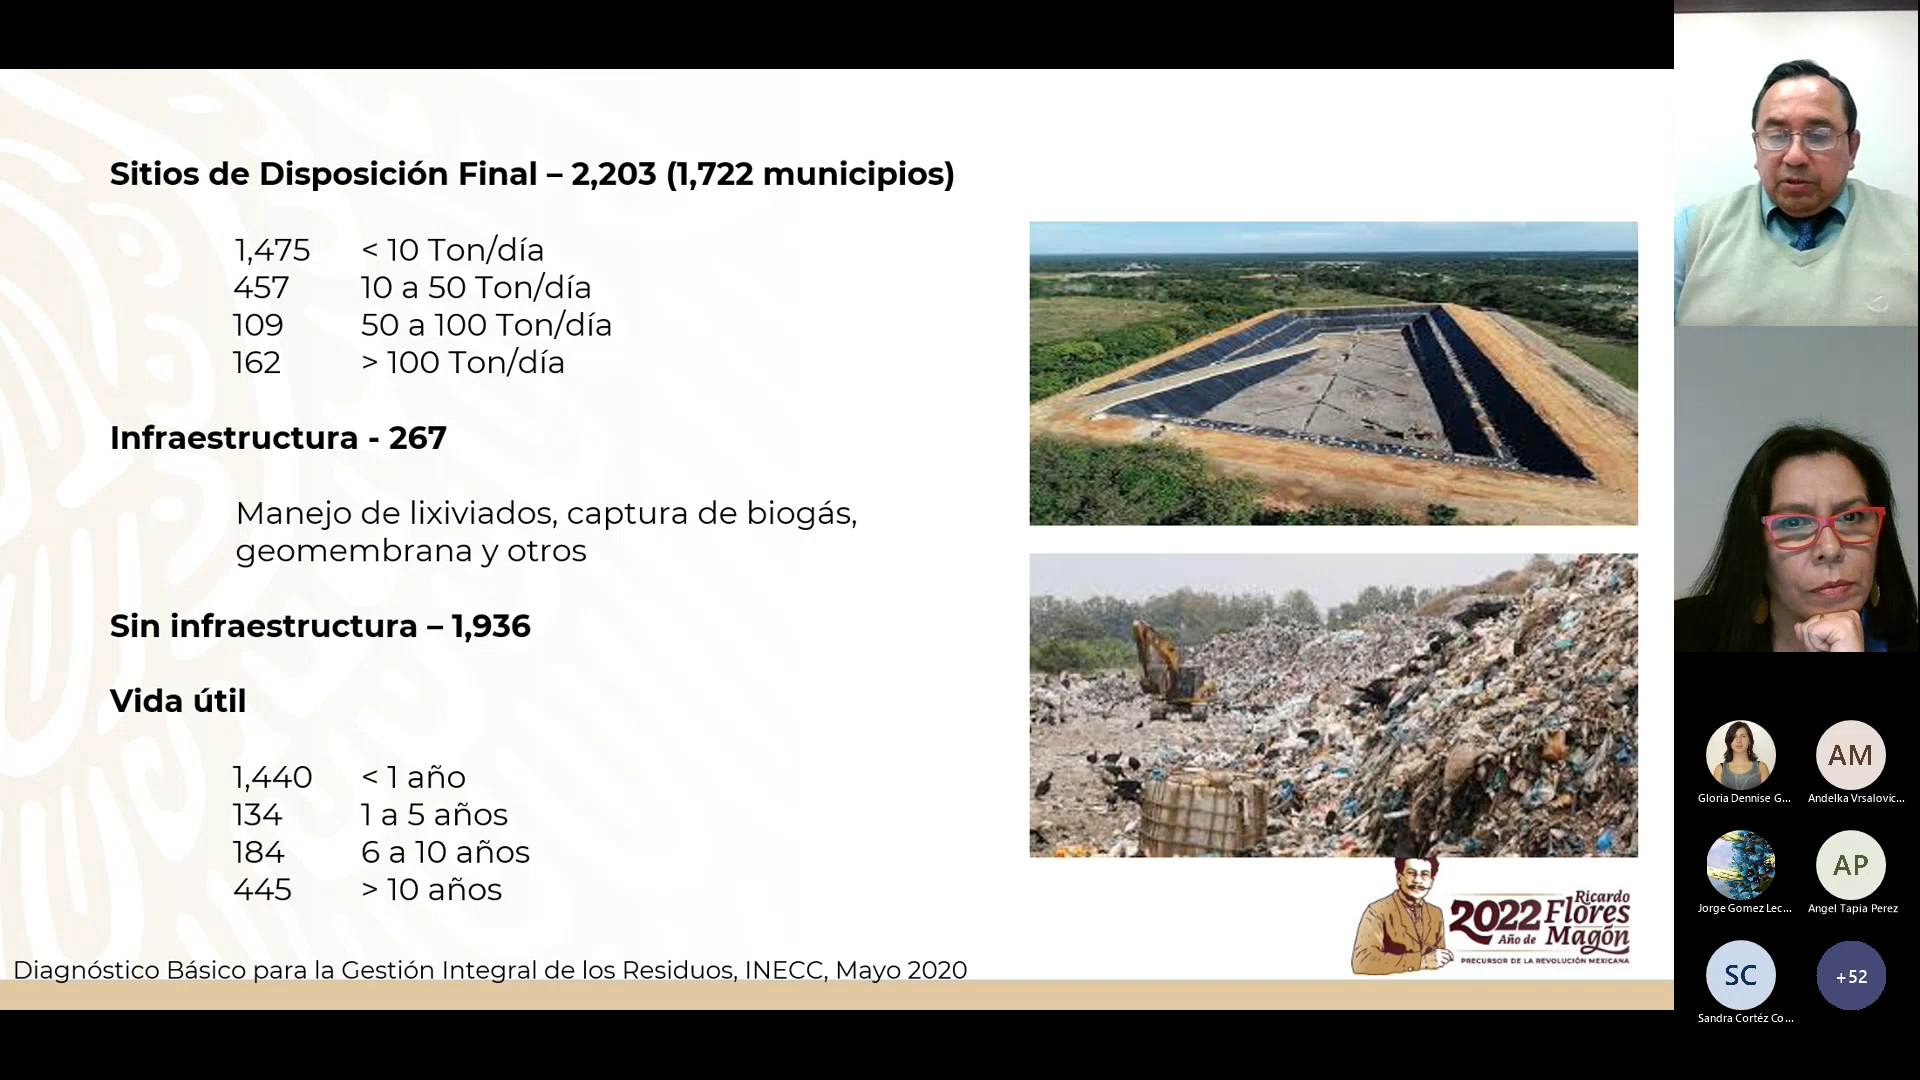 Sitios de Disposición Final – 2,203 (1,722 municipios)
1,475 < 10 Ton/día
457 10 a 50 Ton/día
109 50 a 100 Ton/día
162 > 100 Ton/día
Infraestructura - 267
Manejo de lixiviados, captura de biogás,
geomembrana y otros
Sin infraestructura – 1,936
Vida útil
1,440 < 1 año
134 1 a 5 años
184 6 a 10 años
445 > 10 años
Diagnóstico Básico para la Gestión Integral de los Residuos, INECC, Mayo 2020
2022 Ricardo
Flores
Año de Magón
PRECURSOR DE LA REVOLUCIÓN MEXICANA
AM
Gloria Dennise G...
Andelka Vrsalovic...
AP
Jorge Gomez Lec...
Angel Tapia Perez
SC
+52
Sandra Cortéz Co...